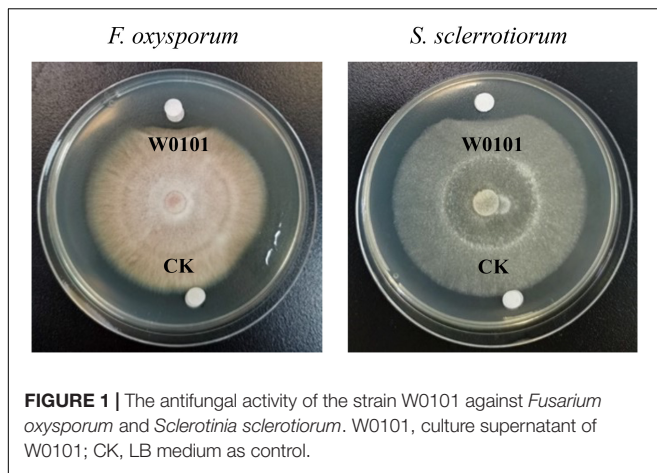 F. oxysporum
S. sclerrotiorum
W0101
W0101
CK
CK
FIGURE 1 | The antifungal activity of the strain W0101 against Fusarium
oxysporum and Sclerotinia sclerotiorum. W0101, culture supernatant of
W0101; CK, LB medium as control.